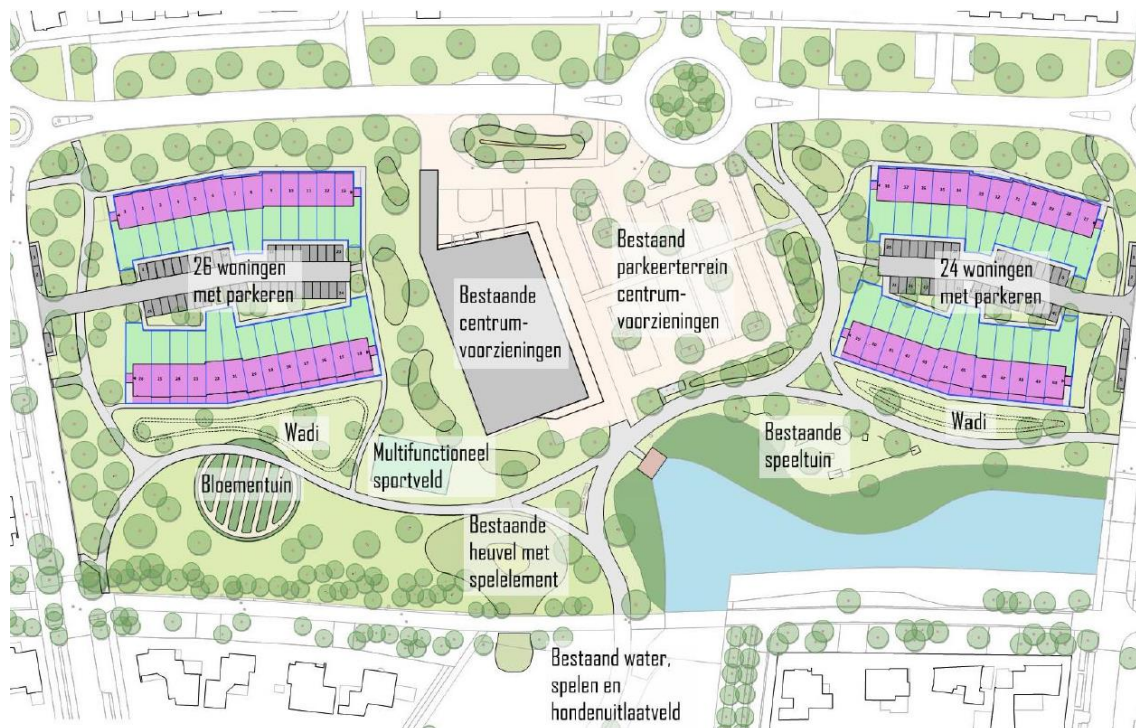 26 woningen
met parkeren
Bestaande
centrum-
voorzieningen
Bestaand
parkeerterrein
centrum-
voorzieningen
24 woningen
met parkeren
Wadi
Bloementuin
Multifunctioneel
sportveld
Bestaande
heuvel met
spelelement
Bestaande
speeltuin
Wadi
Bestaand water,
spelen en
hondenuitlaatveld